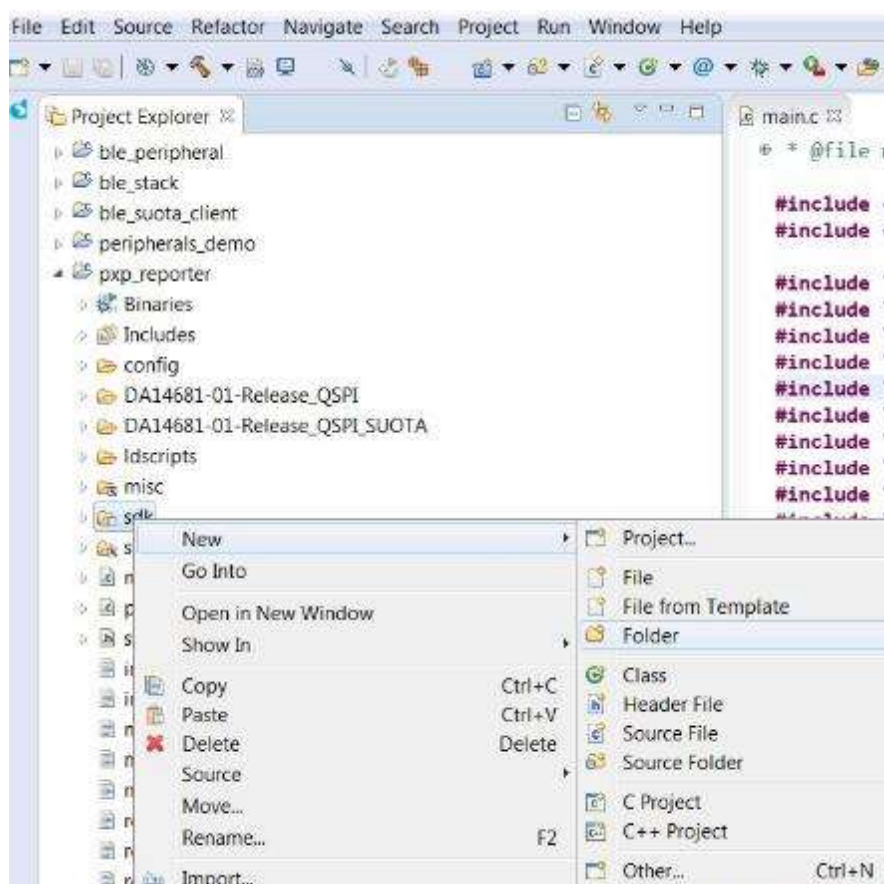 File Edit Source Refactor Navigate Search Project Run Window Help
Project Explorer
main.c
ble_peripheral
* @file
ble_stack
ble_suota_client
#include
peripherals_demo
#include
pxp_reporter
#include
Binaries
#include
Includes
#include
config
#include
DA14681-01-Release_QSPI
#include
DA14681-01-Release_QSPI_SUOTA
#include
ldscripts
#include
misc
#include
#include
sdk
New
Project...
Go Into
File
Open in New Window
File from Template
Show In
Folder
Copy Ctrl+C
Class
Paste Ctrl+V
Header File
Delete Delete
Source File
Source
Source Folder
Move...
C Project
Rename... F2
C++ Project
Import...
Other... Ctrl+N